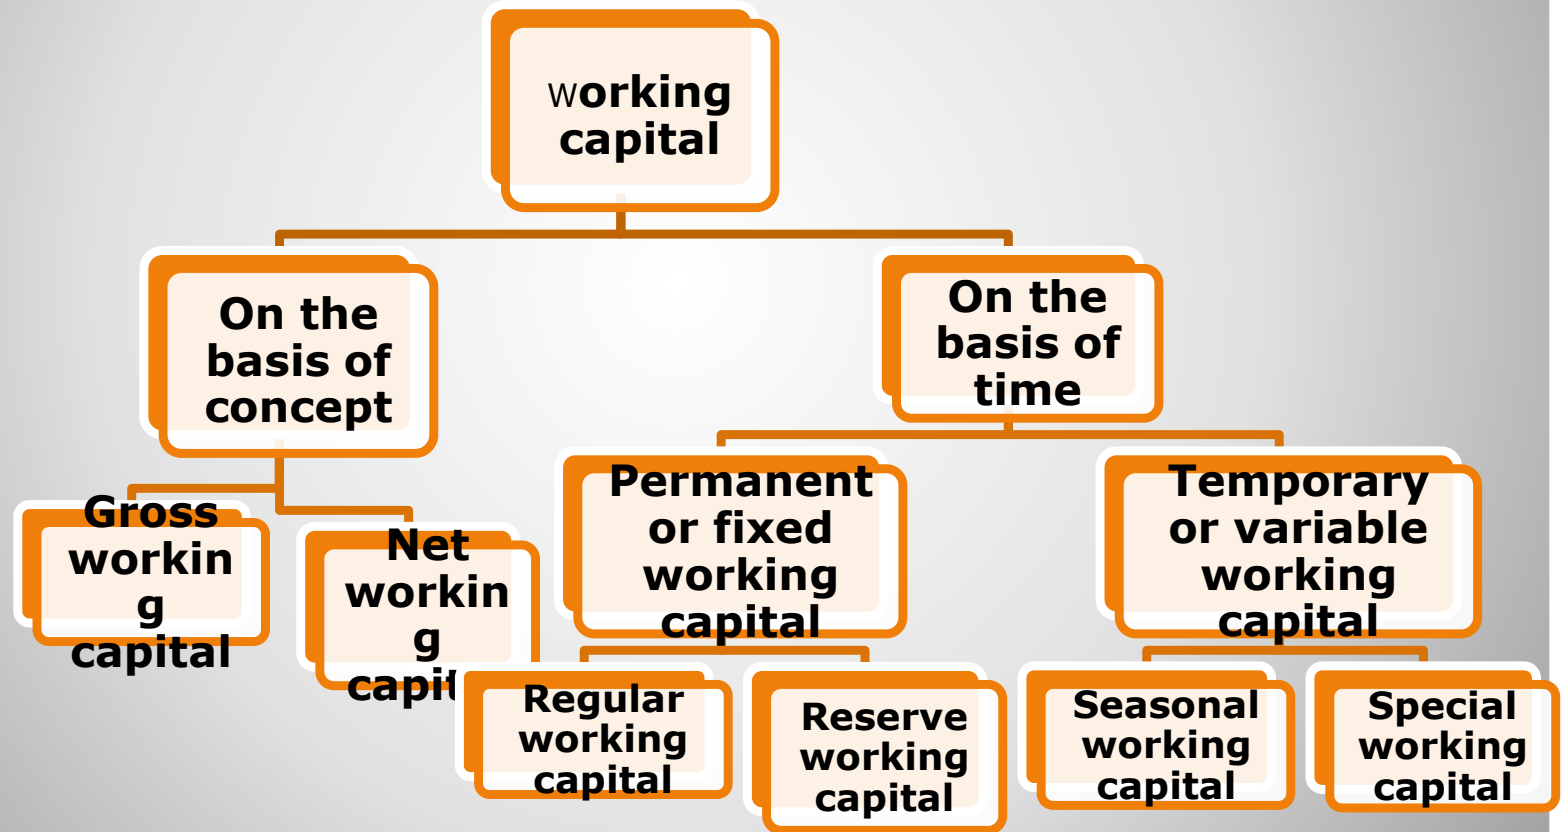 working
capital
On the
basis of
concept
On the
basis of
time
Gross
workin
g
capital
Net
workin
g
capit
Permanent
or fixed
working
capital
Temporary
or variable
working
capital
Regular
working
capital
Reserve
working
capital
Seasonal
working
capital
Special
working
capital